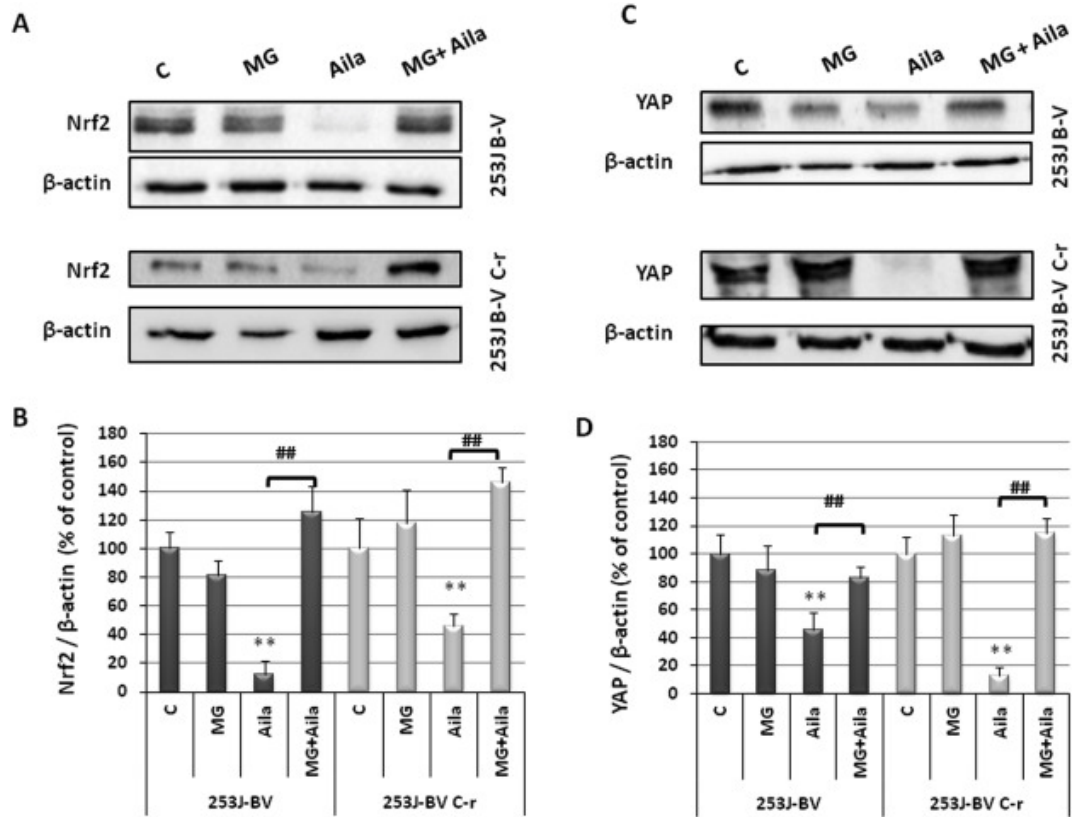 A
C MG Aila MG+Aila
Nrf2
β-actin
253J B-V
Nrf2
β-actin
253J B-V C-r
B
Nrf2 / β-actin (% of control)
180
160
140
120
100
80
60
40
20
0
##
##
**
**
C MG Aila MG+Aila C MG Aila MG+Aila
253J-BV 253J-BV C-r
C
C MG Aila MG+Aila
YAP
β-actin
253J B-V
YAP
β-actin
253J B-V C-r
D
YAP / β-actin (% of control)
180
160
140
120
100
80
60
40
20
0
##
##
**
**
C MG Aila MG+Aila C MG Aila MG+Aila
253J-BV 253J-BV C-r